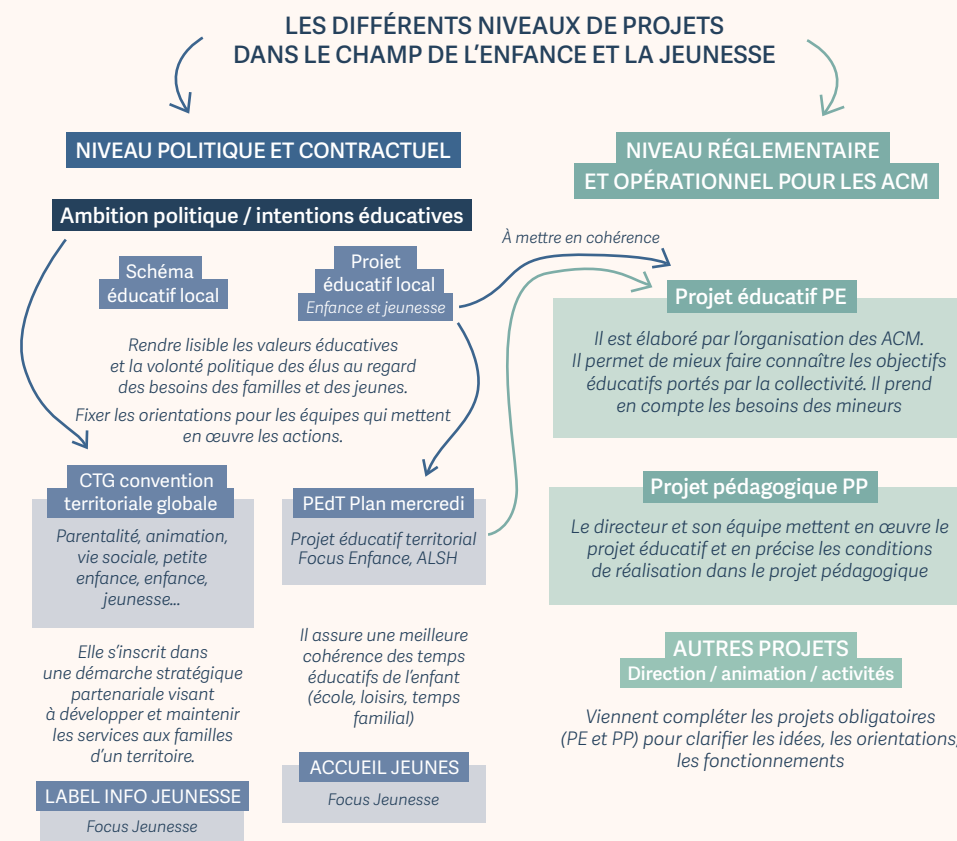 LES DIFFÉRENTS NIVEAUX DE PROJETS
DANS LE CHAMP DE L'ENFANCE ET LA JEUNESSE
NIVEAU POLITIQUE ET CONTRACTUEL
Ambition politique / intentions éducatives
Schéma
éducatif local
Projet
éducatif local
Enfance et jeunesse
Rendre lisible les valeurs éducatives
et la volonté politique des élus au regard
des besoins des familles et des jeunes.
Fixer les orientations pour les équipes qui mettent
en œuvre les actions.
CTG convention
territoriale globale
Parentalité, animation,
vie sociale, petite
enfance, enfance,
jeunesse...
Elle s'inscrit dans
une démarche stratégique
partenariale visant
à développer et maintenir
les services aux familles
d'un territoire.
LABEL INFO JEUNESSE
Focus Jeunesse
PEdT Plan mercredi
Projet éducatif territorial
Focus Enfance, ALSH
Il assure une meilleure
cohérence des temps
éducatifs de l'enfant
(école, loisirs, temps
familial)
ACCUEIL JEUNES
Focus Jeunesse
NIVEAU RÉGLEMENTAIRE
ET OPÉRATIONNEL POUR LES ACM
À mettre en cohérence
Projet éducatif PE
Il est élaboré par l'organisation des ACM.
Il permet de mieux faire connaître les objectifs
éducatifs portés par la collectivité. Il prend
en compte les besoins des mineurs
Projet pédagogique PP
Le directeur et son équipe mettent en œuvre le
projet éducatif et en précise les conditions
de réalisation dans le projet pédagogique
AUTRES PROJETS
Direction / animation / activités
Viennent compléter les projets obligatoires
(PE et PP) pour clarifier les idées, les orientations,
les fonctionnements